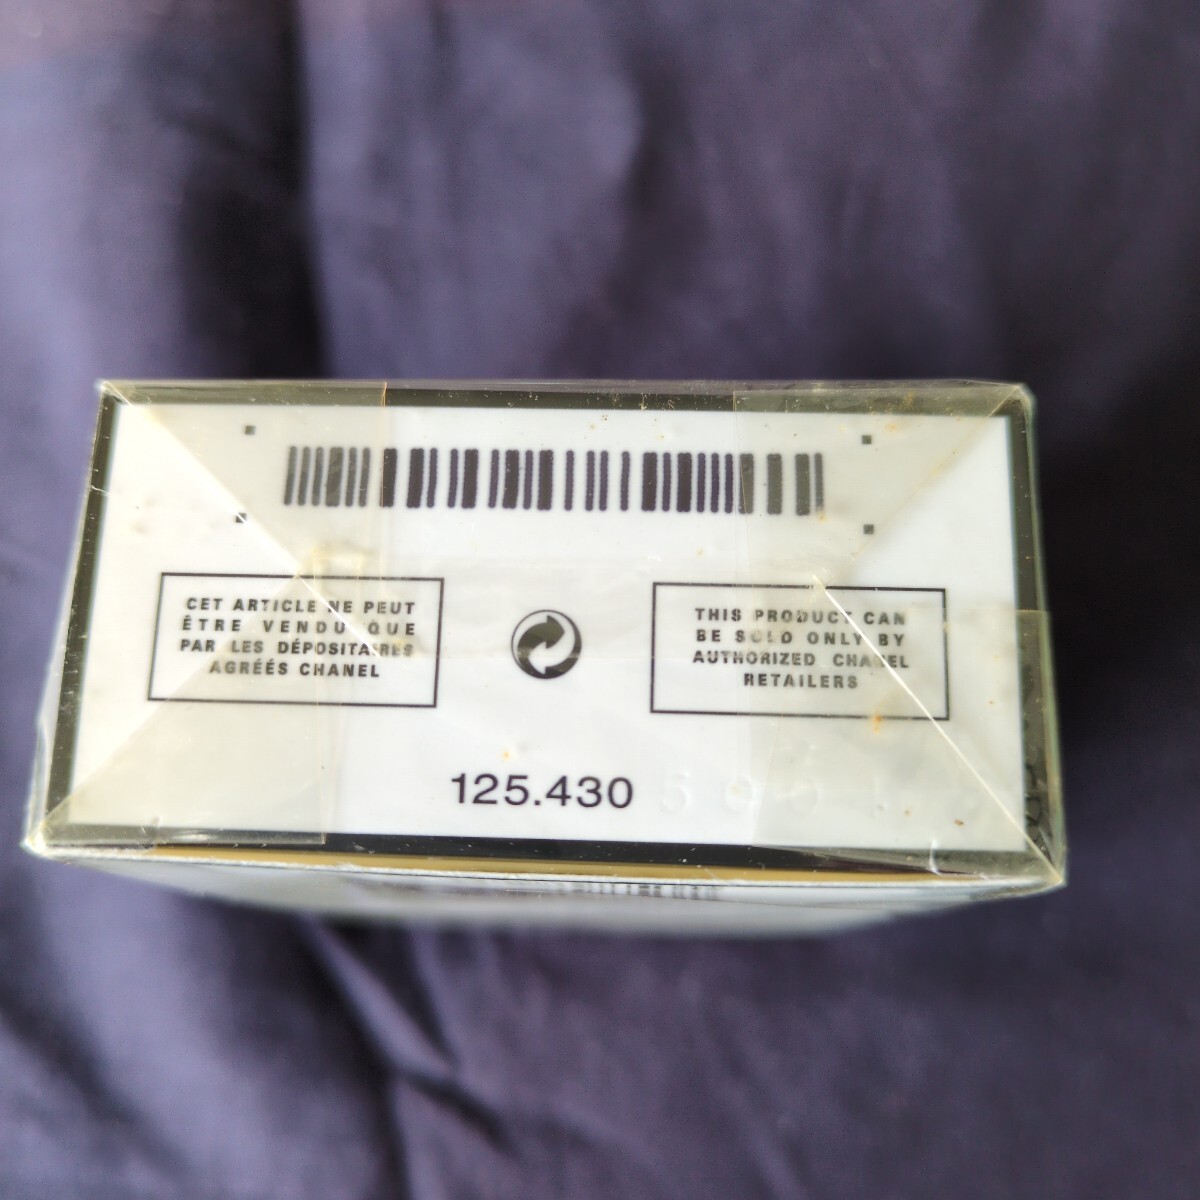 CET ARTICLE NE PEUT
ÊTRE VENDU QUE
PAR LES DÉPOSITAIRES
AGRÉÉS CHANEL
THIS PRODUCT CAN
BE SOLD ONLY BY
AUTHORIZED CHANEL
RETAILERS
125.430